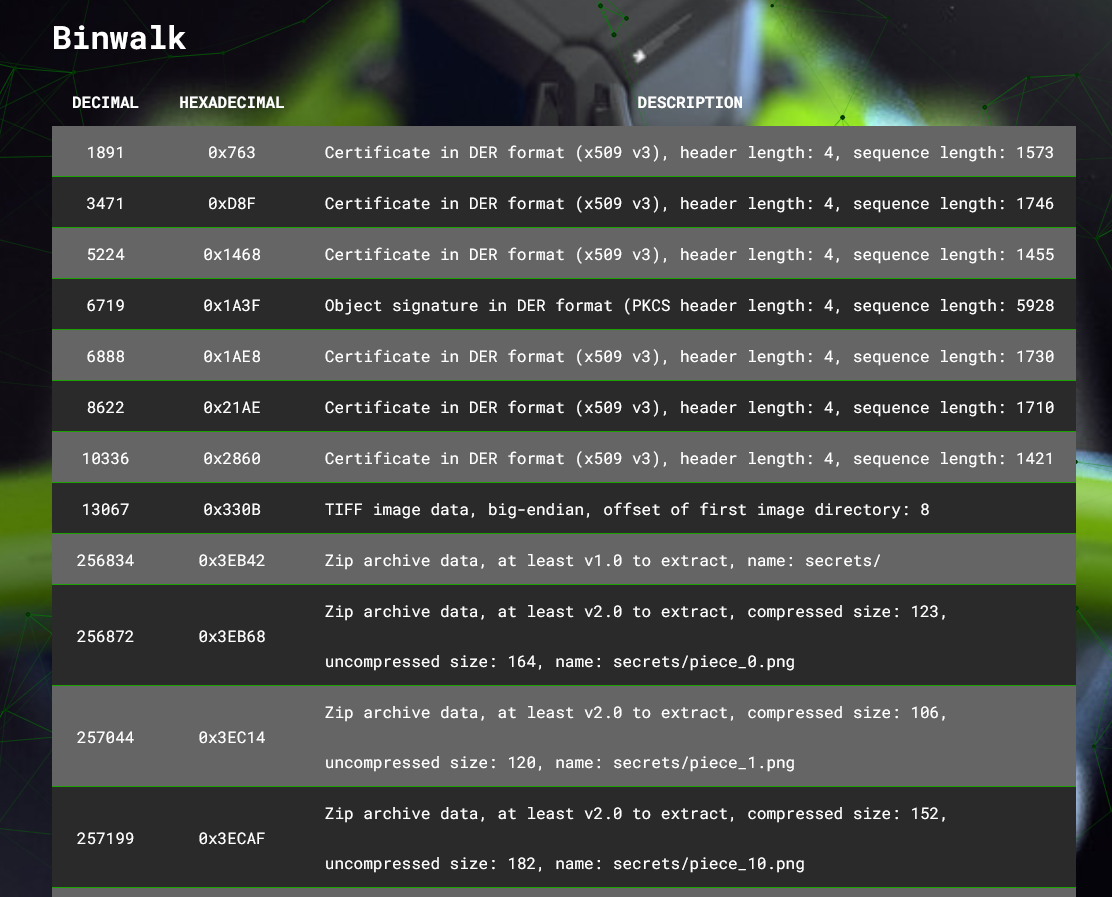 Binwalk
DECIMAL HEXADECIMAL DESCRIPTION
1891 0x763 Certificate in DER format (x509 v3), header length: 4, sequence length: 1573
3471 0xD8F Certificate in DER format (x509 v3), header length: 4, sequence length: 1746
5224 0x1468 Certificate in DER format (x509 v3), header length: 4, sequence length: 1455
6719 0x1A3F Object signature in DER format (PKCS header length: 4, sequence length: 5928
6888 0x1AE8 Certificate in DER format (x509 v3), header length: 4, sequence length: 1730
8622 0x21AE Certificate in DER format (x509 v3), header length: 4, sequence length: 1710
10336 0x2860 Certificate in DER format (x509 v3), header length: 4, sequence length: 1421
13067 0x330B TIFF image data, big-endian, offset of first image directory: 8
256834 0x3EB42 Zip archive data, at least v1.0 to extract, name: secrets/
256872 0x3EB68 Zip archive data, at least v2.0 to extract, compressed size: 123,
uncompressed size: 164, name: secrets/piece_0.png
257044 0x3EC14 Zip archive data, at least v2.0 to extract, compressed size: 106,
uncompressed size: 120, name: secrets/piece_1.png
257199 0x3ECAF Zip archive data, at least v2.0 to extract, compressed size: 152,
uncompressed size: 182, name: secrets/piece_10.png